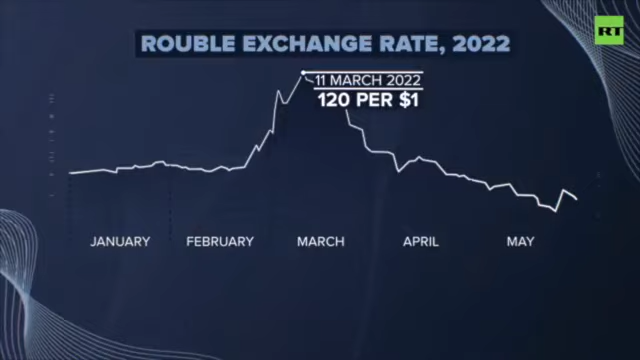 ROUBLE EXCHANGE RATE, 2022
RT
11 MARCH 2022
120 PER $1
JANUARY
FEBRUARY
MARCH
APRIL
MAY